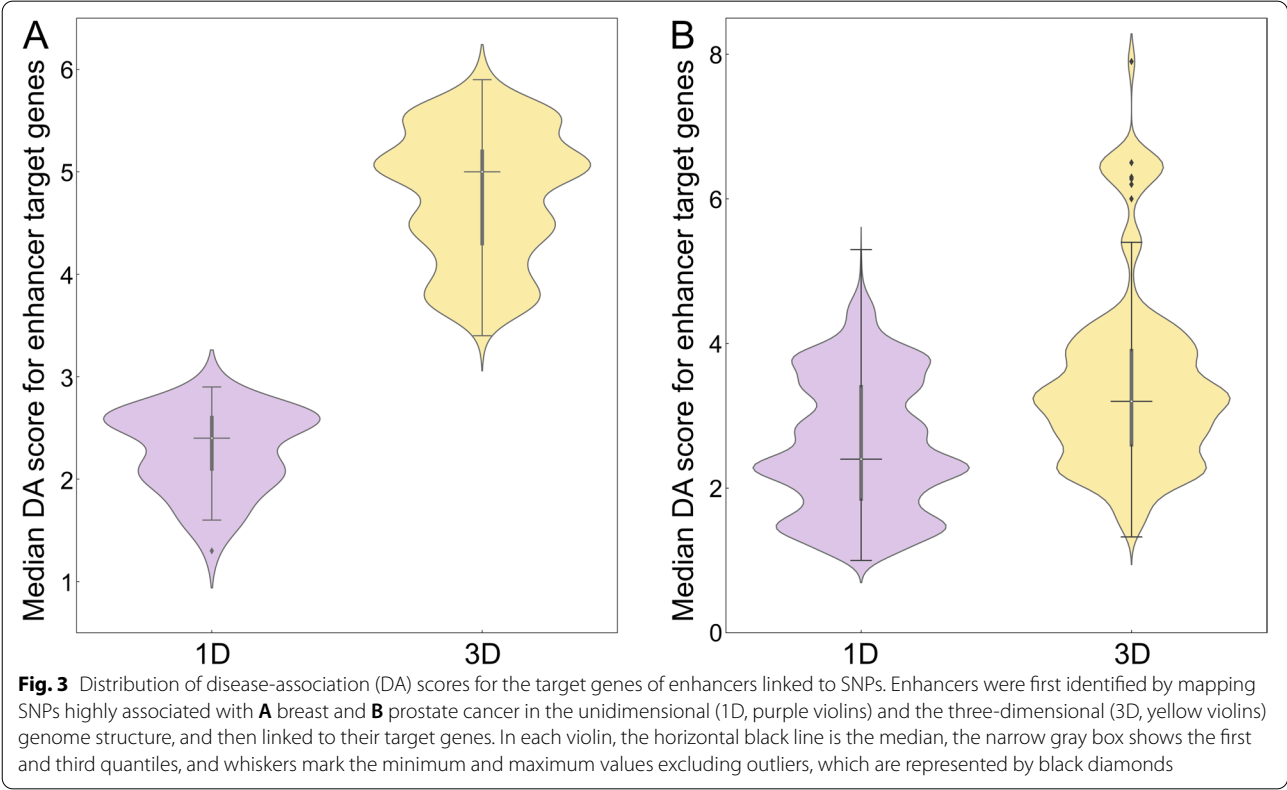 A
Median DA score for enhancer target genes
6
5
4
3
2
1
1D
3D
B
Median DA score for enhancer target genes
8
6
4
2
0
1D
3D
Fig. 3 Distribution of disease-association (DA) scores for the target genes of enhancers linked to SNPs. Enhancers were first identified by mapping
SNPs highly associated with A breast and B prostate cancer in the unidimensional (1D, purple violins) and the three-dimensional (3D, yellow violins)
genome structure, and then linked to their target genes. In each violin, the horizontal black line is the median, the narrow gray box shows the first
and third quantiles, and whiskers mark the minimum and maximum values excluding outliers, which are represented by black diamonds